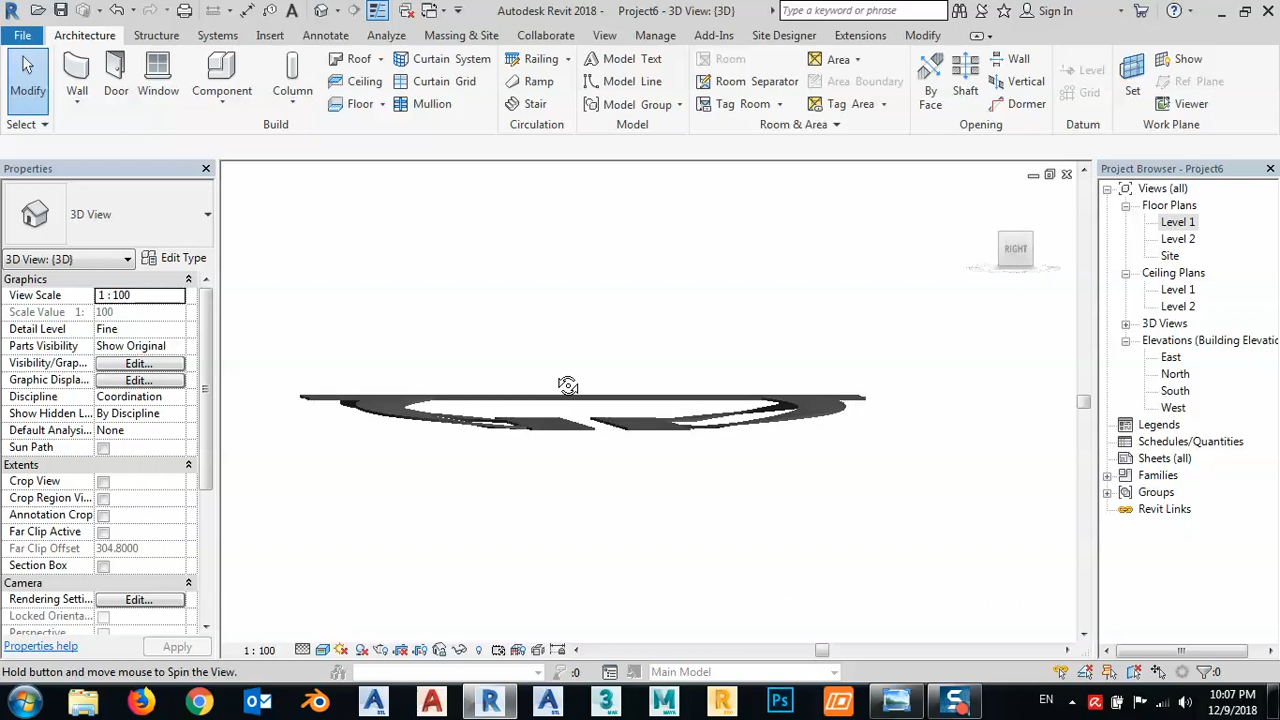 Autodesk Revit 2018 - Project6 - 3D View: {3D}
Type a keyword or phrase
Sign In
File Architecture Structure Systems Insert Annotate Analyze Massing & Site Collaborate View Manage Add-Ins Site Designer Extensions Modify
Modify
Wall
Door
Window
Component
Column
Roof
Ceiling
Floor
Curtain System
Curtain Grid
Mullion
Railing
Ramp
Stair
Model Text
Model Line
Model Group
Room
Room Separator
Tag Room
Area
Area Boundary
Tag Area
By
Face
Shaft
Wall
Vertical
Dormer
Level
Grid
Set
Show
Ref Plane
Viewer
Select
Build
Circulation
Model
Room & Area
Opening
Datum
Work Plane
Properties
3D View
3D View: {3D}
Edit Type
Graphics
View Scale 1 : 100
Scale Value 1: 100
Detail Level Fine
Parts Visibility Show Original
Visibility/Grap... Edit...
Graphic Displa... Edit...
Discipline Coordination
Show Hidden L... By Discipline
Default Analysi... None
Sun Path
Extents
Crop View
Crop Region Vi...
Annotation Crop
Far Clip Active
Far Clip Offset 304.8000
Section Box
Camera
Rendering Setti... Edit...
Locked Orienta...
Perspective
Properties help
Apply
RIGHT
1 : 100
Project Browser - Project6
Views (all)
Floor Plans
Level 1
Level 2
Site
Ceiling Plans
Level 1
Level 2
3D Views
Elevations (Building Elevatio
East
North
South
West
Legends
Schedules/Quantities
Sheets (all)
Families
Groups
Revit Links
Hold button and move mouse to Spin the View.
:0
Main Model
:0
EN
10:07 PM
12/9/2018